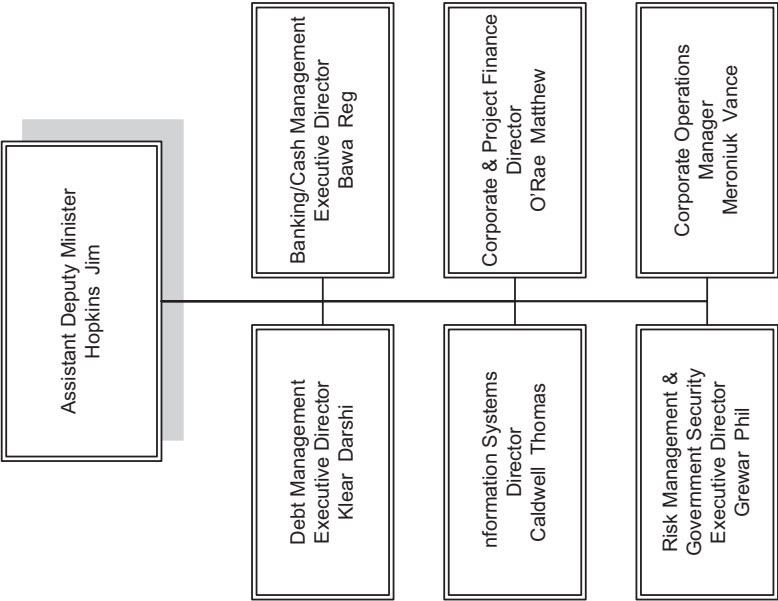 Assistant Deputy Minister
Hopkins Jim
Debt Management
Executive Director
Klear Darshi
Banking/Cash Management
Executive Director
Bawa Reg
nformation Systems
Director
Caldwell Thomas
Corporate & Project Finance
Director
O'Rae Matthew
Risk Management &
Government Security
Executive Director
Grewar Phil
Corporate Operations
Manager
Meroniuk Vance